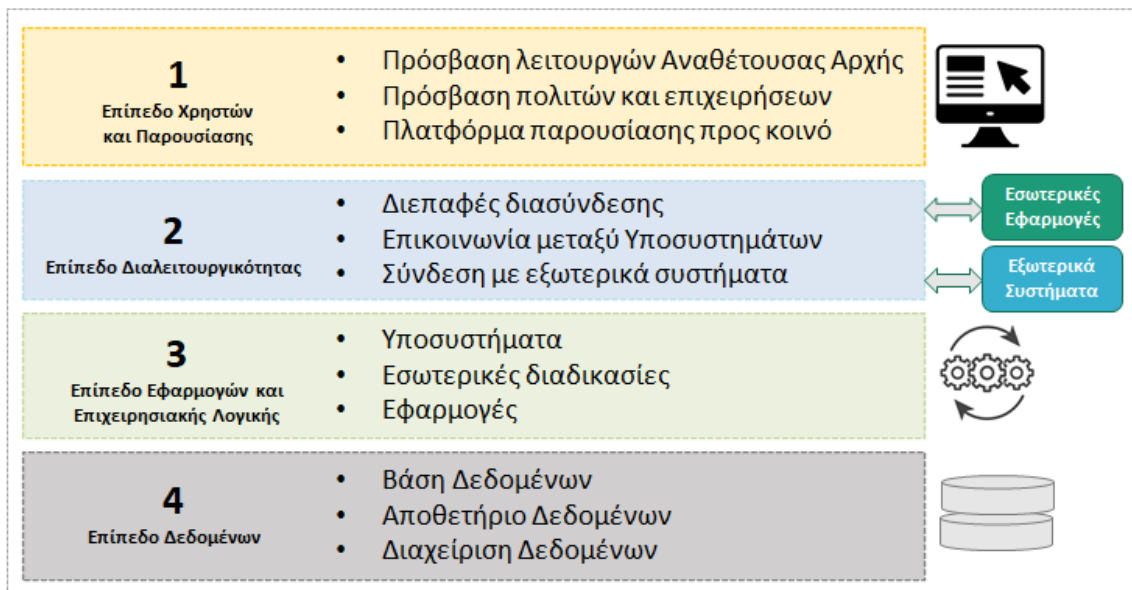 1
Επίπεδο Χρηστών
και Παρουσίασης
• Πρόσβαση λειτουργών Αναθέτουσας Αρχής
• Πρόσβαση πολιτών και επιχειρήσεων
• Πλατφόρμα παρουσίασης προς κοινό
2
Επίπεδο Διαλειτουργικότητας
• Διεπαφές διασύνδεσης
• Επικοινωνία μεταξύ Υποσυστημάτων
• Σύνδεση με εξωτερικά συστήματα
Εσωτερικές
Εφαρμογές
Εξωτερικά
Συστήματα
3
Επίπεδο Εφαρμογών και
Επιχειρησιακής Λογικής
• Υποσυστήματα
• Εσωτερικές διαδικασίες
• Εφαρμογές
4
Επίπεδο Δεδομένων
• Βάση Δεδομένων
• Αποθετήριο Δεδομένων
• Διαχείριση Δεδομένων